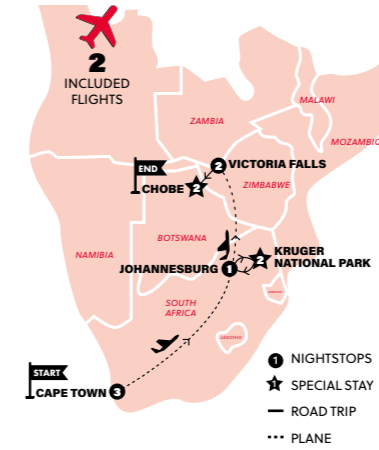 2
INCLUDED
FLIGHTS
MALAWI
ZAMBIA
MOZAMBIQ
END
2 VICTORIA FALLS
CHOBE 2
ZIMBABWE
BOTSWANA
NAMIBIA
KRUGER
2 NATIONAL PARK
JOHANNESBURG 1
SOUTH
AFRICA
LESOTHO
START
CAPE TOWN 3
1 NIGHTSTOPS
1 SPECIAL STAY
ROAD TRIP
PLANE